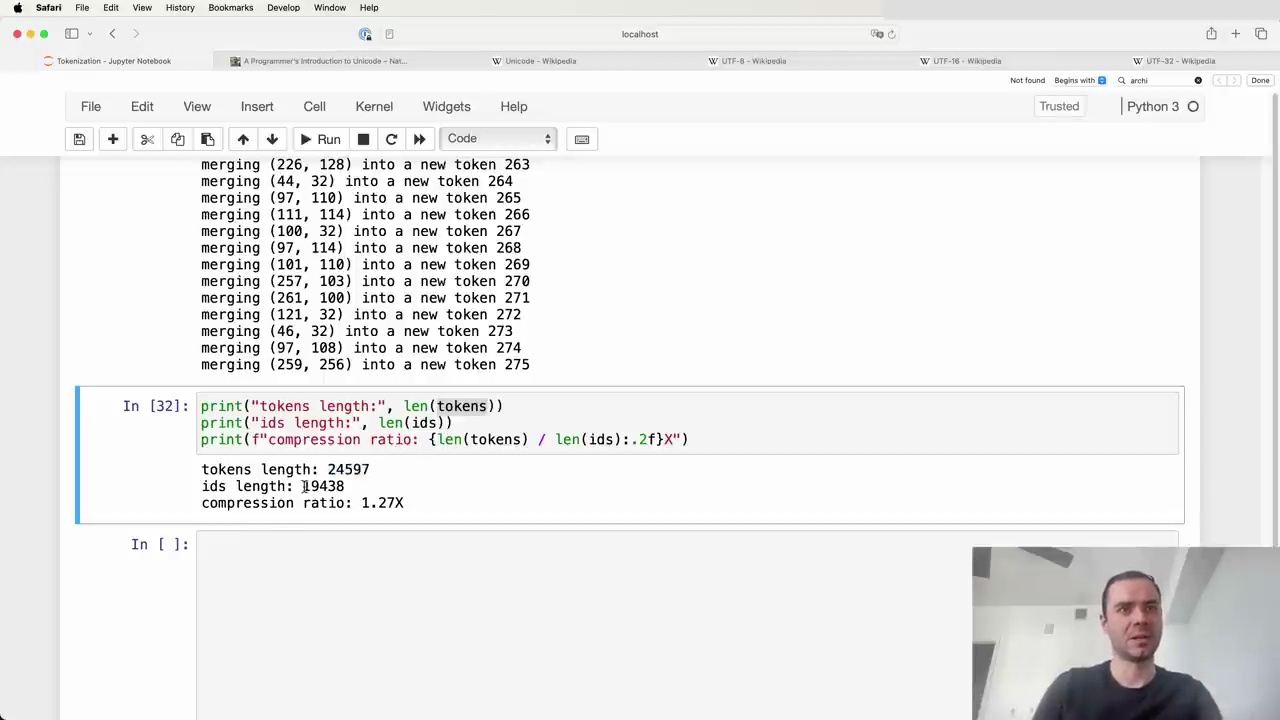 Safari File Edit View History Bookmarks Develop Window Help
localhost
Tokenization - Jupyter Notebook
A Programmer's Introduction to Unicode – Nat...
Unicode - Wikipedia
UTF-8 - Wikipedia
UTF-16 - Wikipedia
UTF-32 - Wikipedia
Not found Begins with archi Done
File Edit View Insert Cell Kernel Widgets Help
Trusted Python 3
Run Code
merging (226, 128) into a new token 263
merging (44, 32) into a new token 264
merging (97, 110) into a new token 265
merging (111, 114) into a new token 266
merging (100, 32) into a new token 267
merging (97, 114) into a new token 268
merging (101, 110) into a new token 269
merging (257, 103) into a new token 270
merging (261, 100) into a new token 271
merging (121, 32) into a new token 272
merging (46, 32) into a new token 273
merging (97, 108) into a new token 274
merging (259, 256) into a new token 275
In [32]: print("tokens length:", len(tokens))
print("ids length:", len(ids))
print(f"compression ratio: {len(tokens) / len(ids):.2f}X")
tokens length: 24597
ids length: 19438
compression ratio: 1.27X
In [ ]: